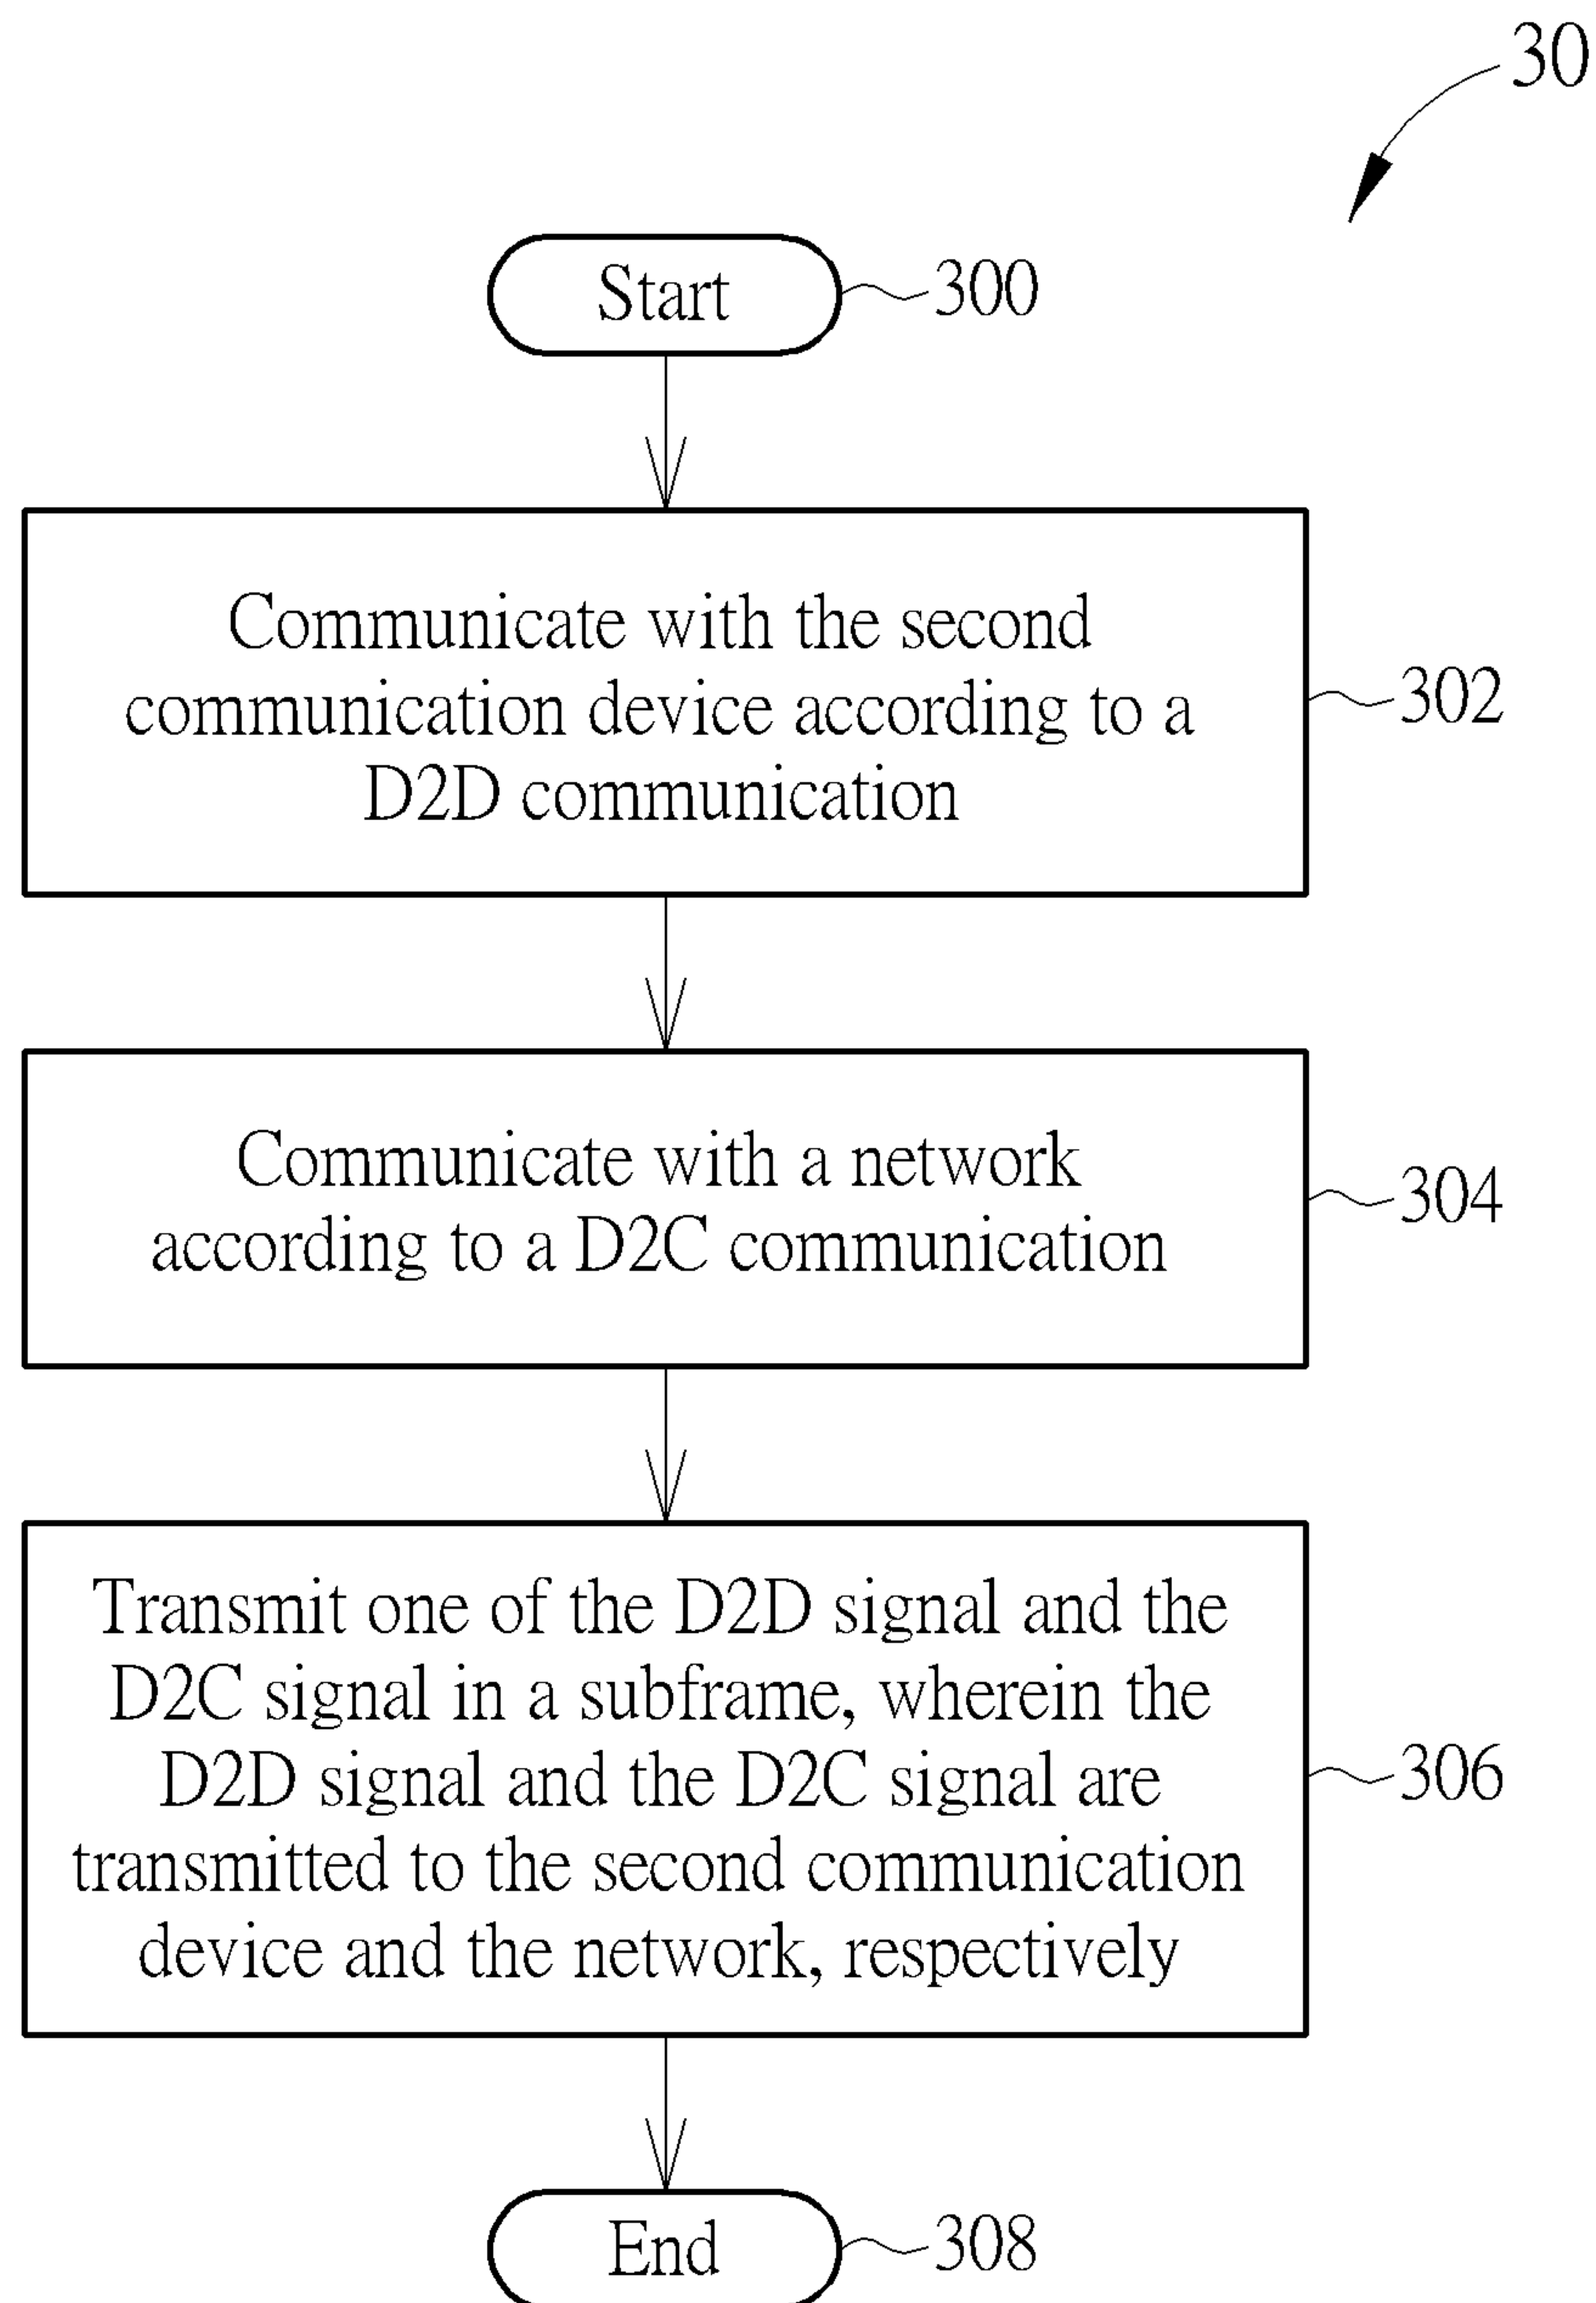 30
Start
300
Communicate with the second
communication device according to a
D2D communication
302
Communicate with a network
according to a D2C communication
304
Transmit one of the D2D signal and the
D2C signal in a subframe, wherein the
D2D signal and the D2C signal are
transmitted to the second communication
device and the network, respectively
306
End
308